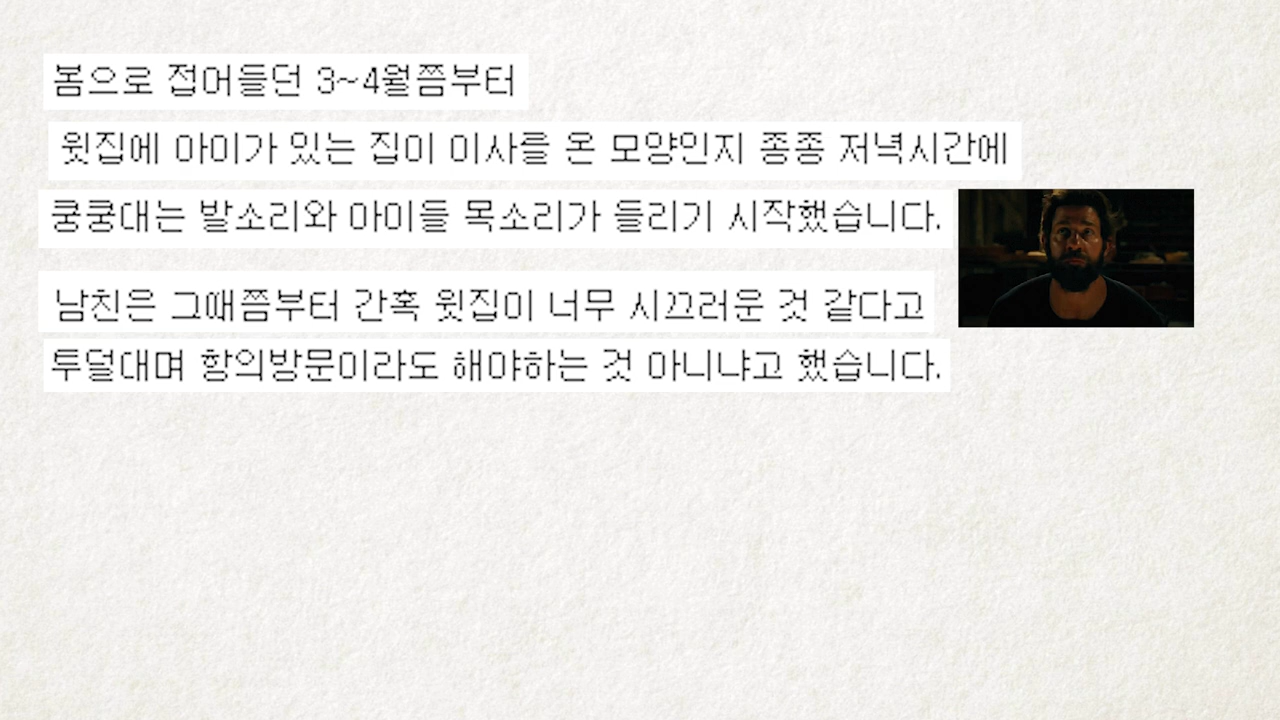 봄으로 접어들던 3~4월쯤부터
윗집에 아이가 있는 집이 이사를 온 모양인지 종종 저녁시간에
쿵쿵대는 발소리와 아이들 목소리가 들리기 시작했습니다.
남친은 그때쯤부터 간혹 윗집이 너무 시끄러운 것 같다고
투덜대며 항의방문이라도 해야하는 것 아니냐고 했습니다.